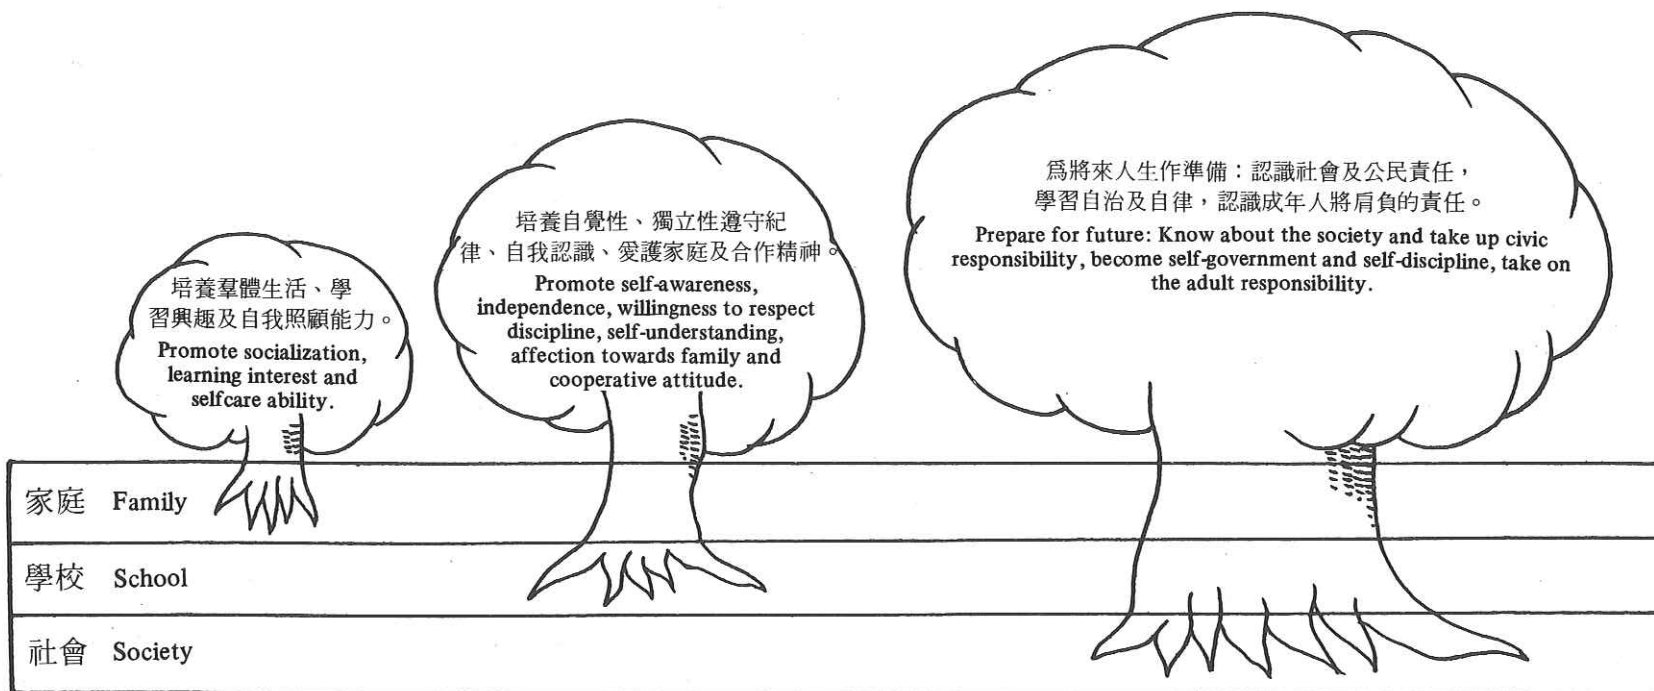 培養羣體生活、學
習興趣及自我照顧能力。
Promote socialization,
learning interest and
selfcare ability.
培養自覺性、獨立性遵守紀
律、自我認識、愛護家庭及合作精神。
Promote self-awareness,
independence, willingness to respect
discipline, self-understanding,
affection towards family and
cooperative attitude.
爲將來人生作準備：認識社會及公民責任，
學習自治及自律，認識成年人將肩負的責任。
Prepare for future: Know about the society and take up civic
responsibility, become self-government and self-discipline, take on
the adult responsibility.
家庭 Family
學校 School
社會 Society